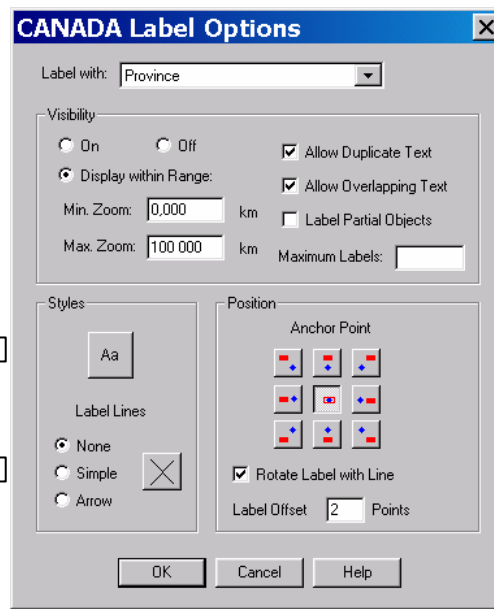 CANADA Label Options
Label with: Province
Visibility
On Off
Display within Range:
Min. Zoom: 0,000 km
Max. Zoom: 100 000 km
Allow Duplicate Text
Allow Overlapping Text
Label Partial Objects
Maximum Labels:
Styles
Aa
Label Lines
None
Simple
Arrow
Position
Anchor Point
Rotate Label with Line
Label Offset 2 Points
OK Cancel Help